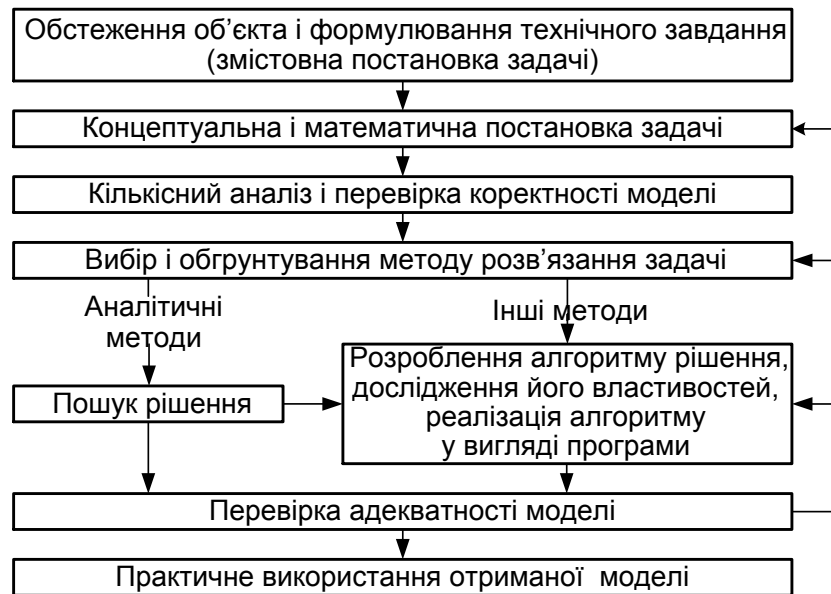 Обстеження об’єкта і формулювання технічного завдання
(змістовна постановка задачі)
Концептуальна і математична постановка задачі
Кількісний аналіз і перевірка коректності моделі
Вибір і обгрунтування методу розв’язання задачі
Аналітичні
методи
Інші методи
Пошук рішення
Розроблення алгоритму рішення,
дослідження його властивостей,
реалізація алгоритму
у вигляді програми
Перевірка адекватності моделі
Практичне використання отриманої моделі